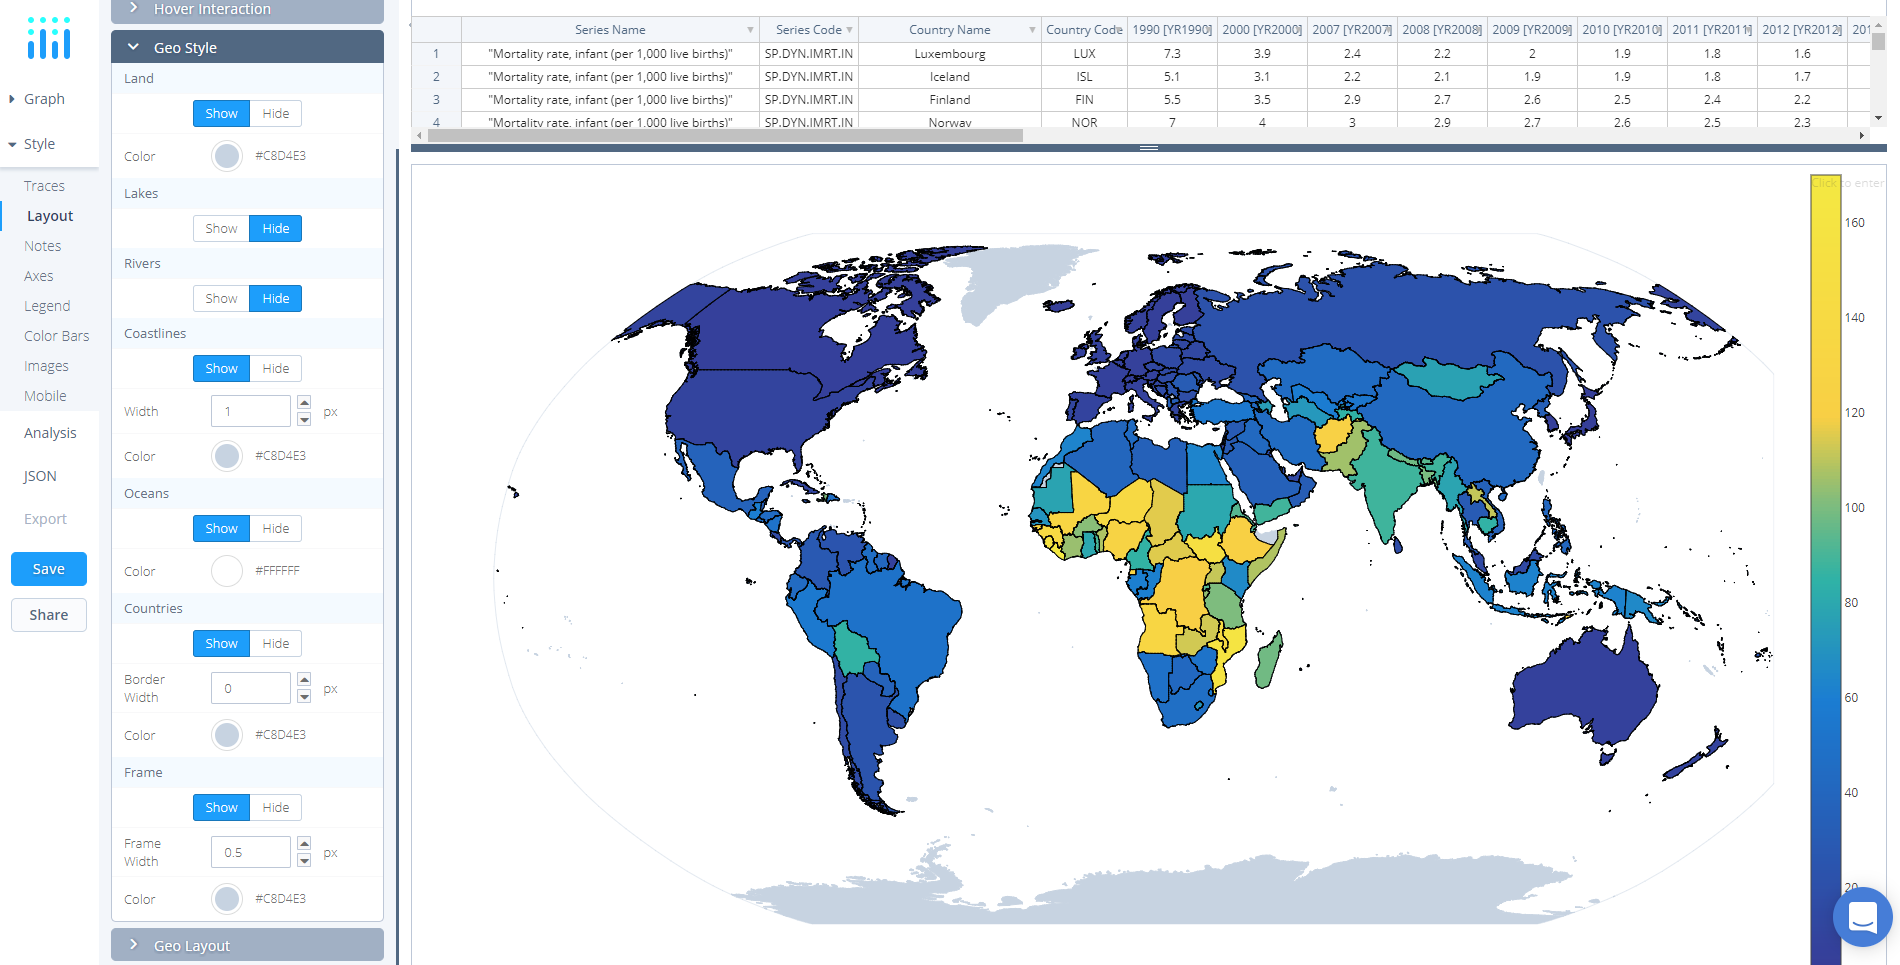 Hover Interaction
Geo Style
Land
Show Hide
Color #C8D4E3
Lakes
Show Hide
Rivers
Show Hide
Coastlines
Show Hide
Width 1 px
Color #C8D4E3
Oceans
Show Hide
Color #FFFFFF
Countries
Show Hide
Border Width 0 px
Color #C8D4E3
Frame
Show Hide
Frame Width 0.5 px
Color #C8D4E3
Geo Layout
Graph
Style
Traces
Layout
Notes
Axes
Legend
Color Bars
Images
Mobile
Analysis
JSON
Export
Save
Share
Series Name Series Code Country Name Country Code 1990 [YR1990] 2000 [YR2000] 2007 [YR2007] 2008 [YR2008] 2009 [YR2009] 2010 [YR2010] 2011 [YR2011] 2012 [YR2012] 201
1 "Mortality rate, infant (per 1,000 live births)" SP.DYN.IMRT.IN Luxembourg LUX 7.3 3.9 2.4 2.2 2 1.9 1.8 1.6
2 "Mortality rate, infant (per 1,000 live births)" SP.DYN.IMRT.IN Iceland ISL 5.1 3.1 2.2 2.1 1.9 1.9 1.8 1.7
3 "Mortality rate, infant (per 1,000 live births)" SP.DYN.IMRT.IN Finland FIN 5.5 3.5 2.9 2.7 2.6 2.5 2.4 2.2
4 "Mortality rate, infant (per 1,000 live births)" SP.DYN.IMRT.IN Norway NOR 7 4 3 2.9 2.7 2.6 2.5 2.3
Click to enter
160
140
120
100
80
60
40
20